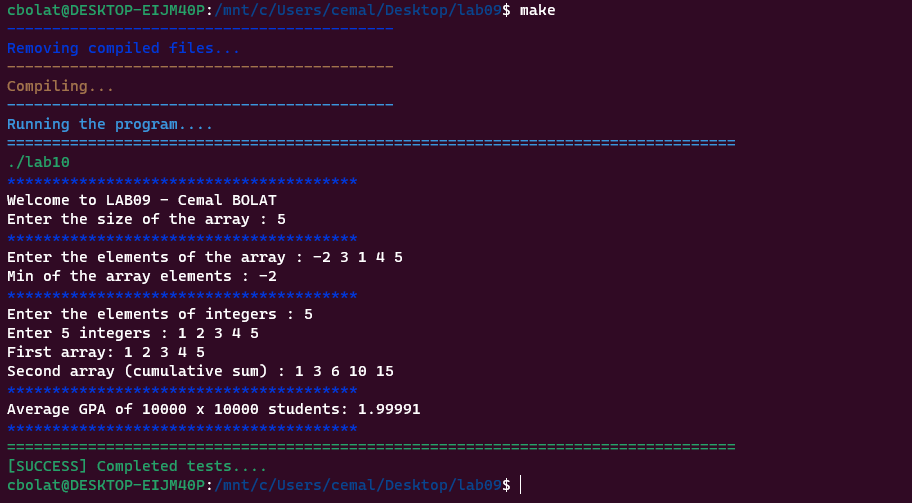 cbolat@DESKTOP-EIJM40P:/mnt/c/Users/cemal/Desktop/lab09$ make
-------------------------------------------
Removing compiled files...
-------------------------------------------
Compiling...
-------------------------------------------
Running the program....
=================================================================================
./lab10
***************************************
Welcome to LAB09 - Cemal BOLAT
Enter the size of the array : 5
***************************************
Enter the elements of the array : -2 3 1 4 5
Min of the array elements : -2
***************************************
Enter the elements of integers : 5
Enter 5 integers : 1 2 3 4 5
First array: 1 2 3 4 5
Second array (cumulative sum) : 1 3 6 10 15
***************************************
Average GPA of 10000 x 10000 students: 1.99991
***************************************
=================================================================================
[SUCCESS] Completed tests....
cbolat@DESKTOP-EIJM40P:/mnt/c/Users/cemal/Desktop/lab09$